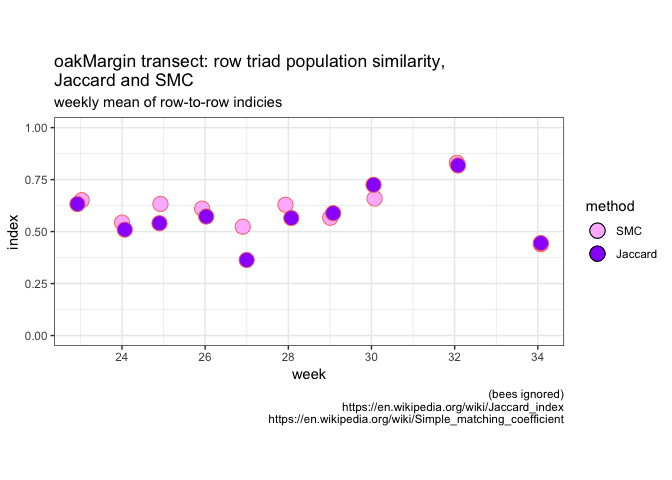 oakMargin transect: row triad population similarity,
Jaccard and SMC
weekly mean of row-to-row indicies
1.00
0.75
0.50
0.25
0.00
index
24
26
28
30
32
34
week
method
SMC
Jaccard
(bees ignored)
https://en.wikipedia.org/wiki/Jaccard_index
https://en.wikipedia.org/wiki/Simple_matching_coefficient